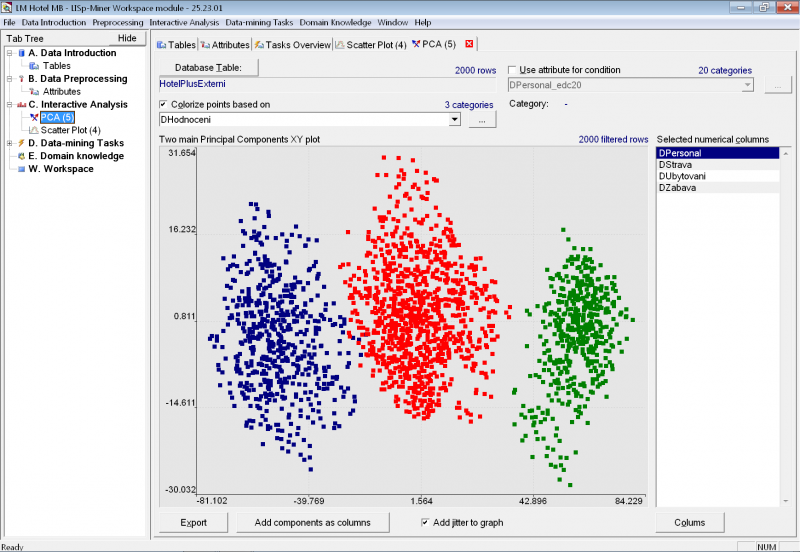 LM Hotel MB - LISp-Miner Workspace module - 25.23.01
File Data Introduction Preprocessing Interactive Analysis Data-mining Tasks Domain Knowledge Window Help
Tab Tree Hide
A. Data Introduction
Tables
B. Data Preprocessing
Attributes
C. Interactive Analysis
PCA (5)
Scatter Plot (4)
D. Data-mining Tasks
E. Domain knowledge
W. Workspace
Tables Attributes Tasks Overview Scatter Plot (4) PCA (5)
Database Table: 2000 rows
HotelPlusExterni
Use attribute for condition 20 categories
DPersonal_edc20 ...
Colorize points based on 3 categories
DHodnoceni ...
Category: -
Two main Principal Components XY plot 2000 filtered rows
31.654
16.232
0.811
-14.611
-30.032
-81.102 -39.769 1.564 42.896 84.229
Selected numerical columns
DPersonal
DStrava
DUbytovani
DZabava
Export Add components as columns Add jitter to graph Colums
Ready NUM